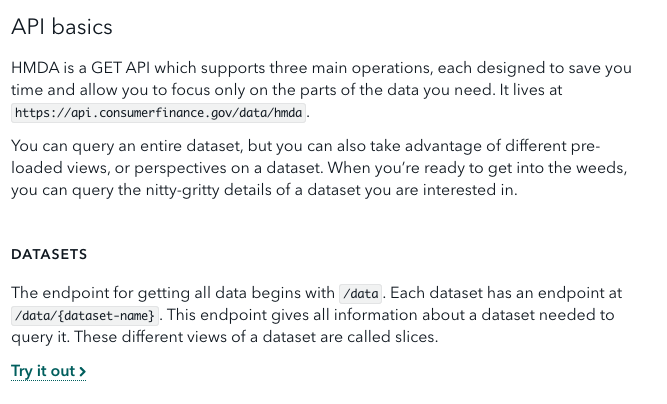 API basics
HMDA is a GET API which supports three main operations, each designed to save you
time and allow you to focus only on the parts of the data you need. It lives at
https://api.consumerfinance.gov/data/hmda.
You can query an entire dataset, but you can also take advantage of different pre-
loaded views, or perspectives on a dataset. When you’re ready to get into the weeds,
you can query the nitty-gritty details of a dataset you are interested in.
DATASETS
The endpoint for getting all data begins with /data. Each dataset has an endpoint at
/data/{dataset-name}. This endpoint gives all information about a dataset needed to
query it. These different views of a dataset are called slices.
Try it out ›